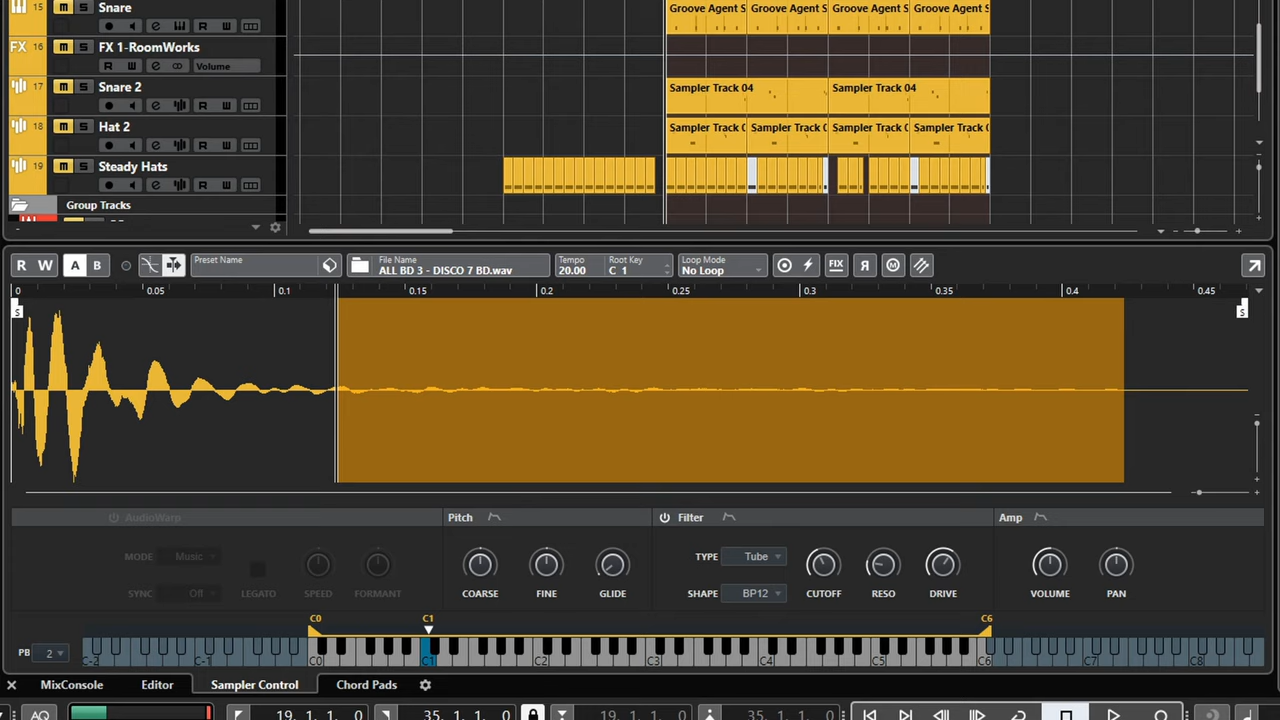 15 Snare
m S
R W
Groove Agent S Groove Agent S Groove Agent S Groove Agent S
FX 16 m S FX 1-RoomWorks
R W e Volume
17 m S Snare 2
e R W
Sampler Track 04 Sampler Track 04
18 m S Hat 2
e R W
Sampler Track 0 Sampler Track 0 Sampler Track 0 Sampler Track 0
19 m S Steady Hats
e R W
Group Tracks
R W A B
Preset Name
File Name
ALL BD 3 - DISCO 7 BD.wav
Tempo
20.00
Root Key
C 1
Loop Mode
No Loop
FIX R M
0 0.05 0.1 0.15 0.2 0.25 0.3 0.35 0.4 0.45
S S
AudioWarp Pitch Filter Amp
MODE Music
SYNC Off
LEGATO SPEED FORMANT
COARSE FINE GLIDE
TYPE Tube
SHAPE BP12
CUTOFF RESO DRIVE
VOLUME PAN
C0 C1 C6
PB 2
C-2 C-1 C0 C1 C2 C3 C4 C5 C6 C7 C8
MixConsole Editor Sampler Control Chord Pads
AQ 19. 1. 1. 0 35. 1. 1. 0 19. 1. 1. 0 35. 1. 1. 0